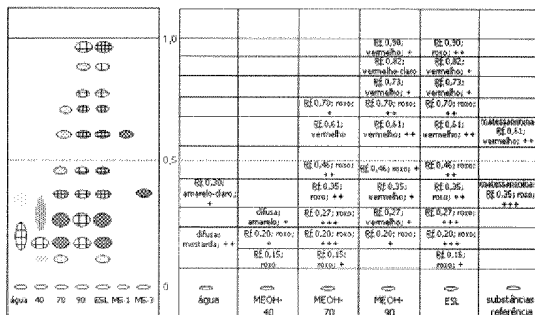 1,0
Rf 0,90; vermelho; +
Rf 0,90; roxo; ++
Rf 0,82; vermelho-claro
Rf 0,82; vermelho; +
Rf 0,73; vermelho; +
Rf 0,73; vermelho; +
Rf 0,70; roxo; +
Rf 0,70; roxo; ++
Rf 0,70; roxo; ++
Rf 0,61; vermelho
Rf 0,61; vermelho; ++
Rf 0,61; vermelho; ++
Rf 0,61; vermelho; ++
0,5
Rf 0,46; roxo; ++
Rf 0,46; roxo; +
Rf 0,46; roxo; ++
Rf 0,30; amarelo-claro;
Rf 0,35; roxo; ++
Rf 0,35; vermelho; +
Rf 0,35; roxo; ++
Rf 0,35; roxo; +++
difusa; amarelo; +
Rf 0,27; roxo; +++
Rf 0,27; vermelho; +
Rf 0,27; roxo; +++
difusa; mostarda; ++
Rf 0,20; roxo; +
Rf 0,20; roxo; +++
Rf 0,20; roxo; +
Rf 0,20; roxo; +++
Rf 0,15; roxo
Rf 0,15; roxo; +
Rf 0,15; roxo; +
0
água 40 70 90 ESL MS-1 MS-3
água
MEOH-40
MEOH-70
MEOH-90
ESL
substâncias referência